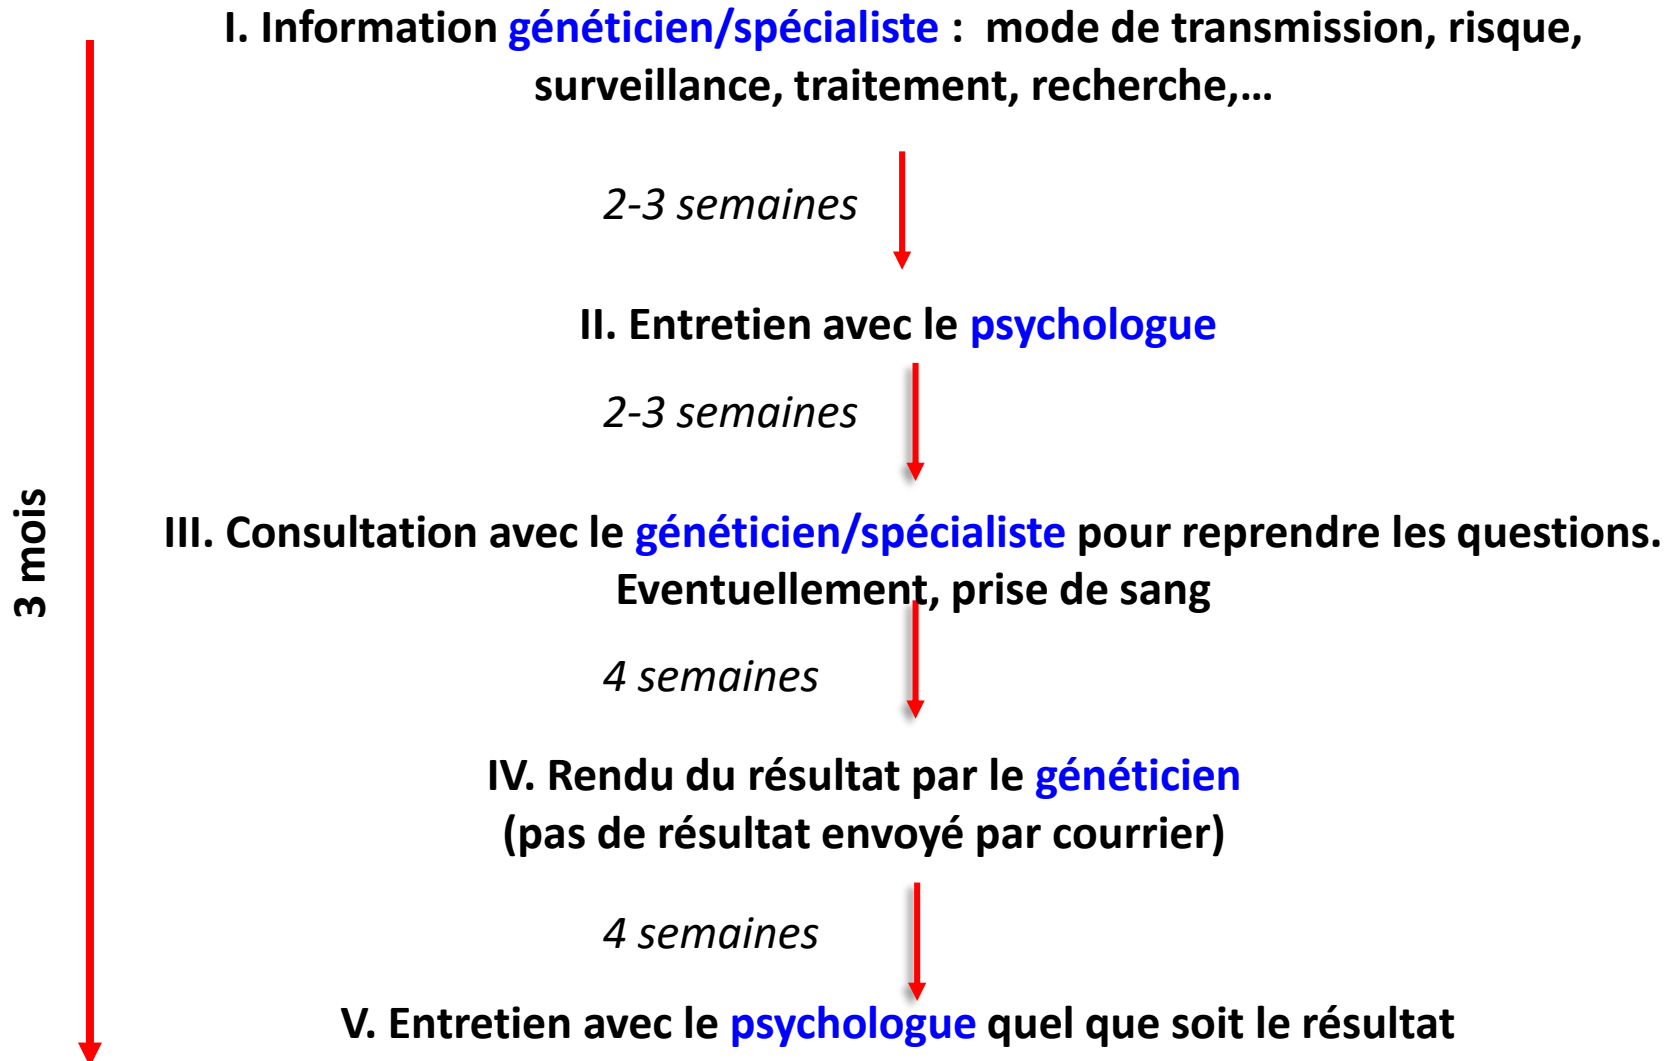 I. Information généticien/spécialiste : mode de transmission, risque,
surveillance, traitement, recherche,...
2-3 semaines
II. Entretien avec le psychologue
2-3 semaines
3 mois
III. Consultation avec le généticien/spécialiste pour reprendre les questions.
Eventuellement, prise de sang
4 semaines
IV. Rendu du résultat par le généticien
(pas de résultat envoyé par courrier)
4 semaines
V. Entretien avec le psychologue quel que soit le résultat